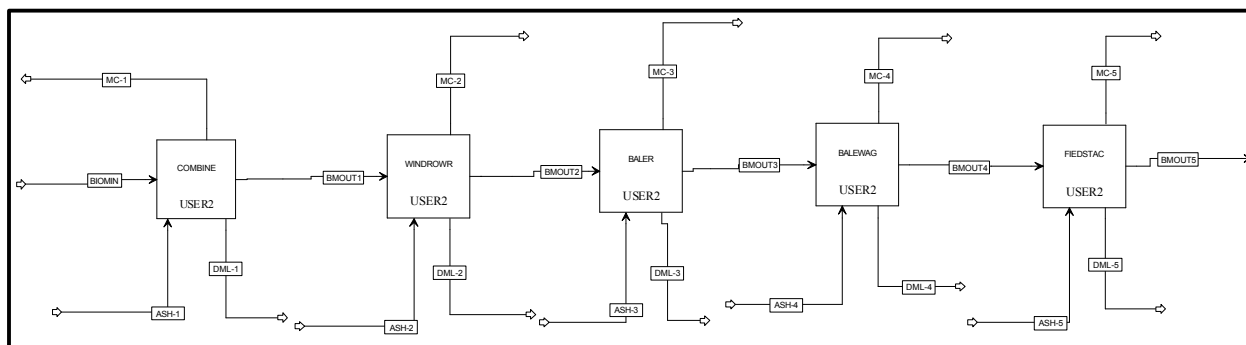 MC-1
MC-2
MC-3
MC-4
MC-5
BIOMIN
COMBINE
USER2
BMOUT1
WINDROWR
USER2
BMOUT2
BALER
USER2
BMOUT3
BALEWAG
USER2
BMOUT4
FIEDSTAC
USER2
BMOUT5
DML-1
DML-2
DML-3
DML-4
DML-5
ASH-1
ASH-2
ASH-3
ASH-4
ASH-5